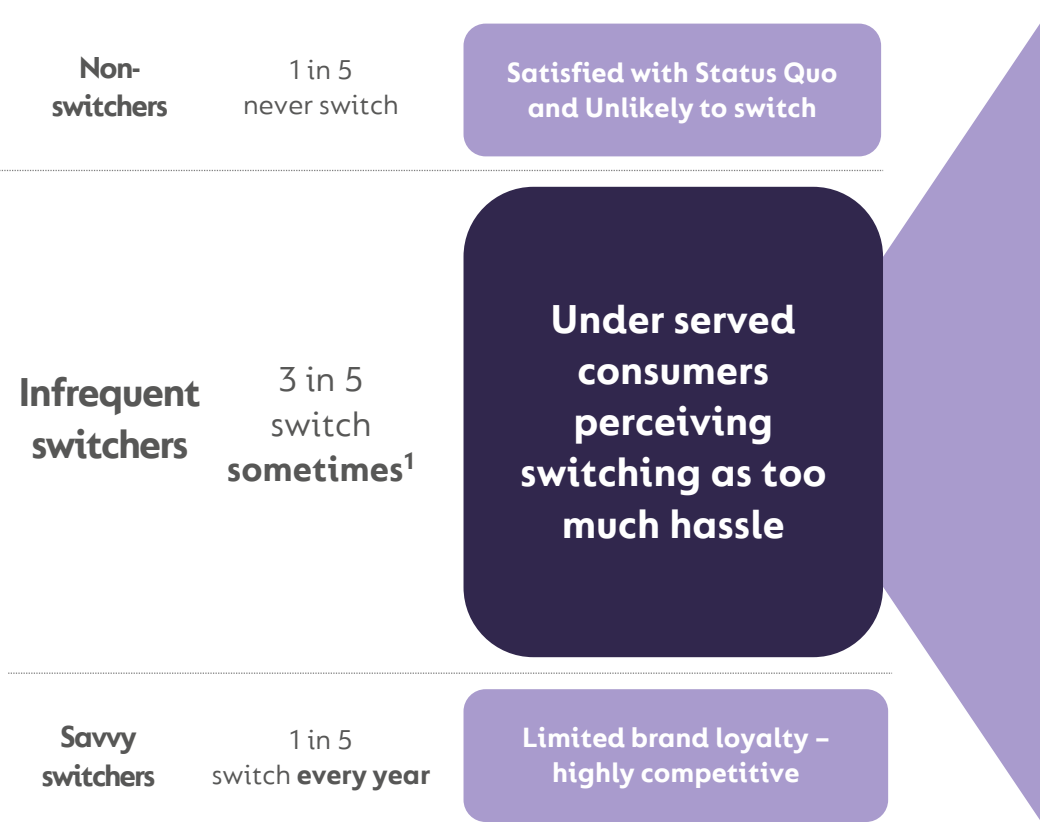 Non-
switchers
1 in 5
never switch
Satisfied with Status Quo
and Unlikely to switch
Infrequent
switchers
3 in 5
switch
sometimes¹
Under served
consumers
perceiving
switching as too
much hassle
Savvy
switchers
1 in 5
switch every year
Limited brand loyalty –
highly competitive